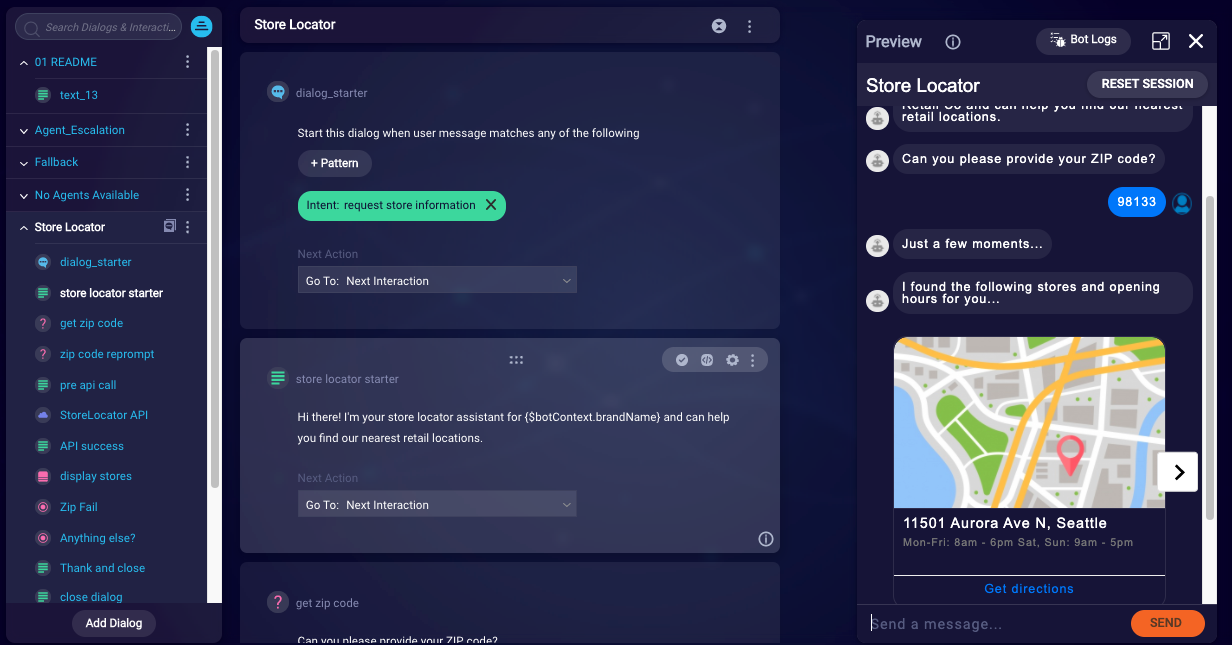 Search Dialogs & Interacti...
01 README
text_13
Agent_Escalation
Fallback
No Agents Available
Store Locator
dialog_starter
store locator starter
get zip code
zip code reprompt
pre api call
StoreLocator API
API success
display stores
Zip Fail
Anything else?
Thank and close
close dialog
Add Dialog
Store Locator
dialog_starter
Start this dialog when user message matches any of the following
+ Pattern
Intent: request store information
Next Action
Go To: Next Interaction
store locator starter
Hi there! I'm your store locator assistant for {$botContext.brandName} and can help
you find our nearest retail locations.
Next Action
Go To: Next Interaction
get zip code
Can you please provide your ZIP code?
Preview
Bot Logs
Store Locator
RESET SESSION
Retail Co and can help you find our nearest
retail locations.
Can you please provide your ZIP code?
98133
Just a few moments...
I found the following stores and opening
hours for you...
11501 Aurora Ave N, Seattle
Mon-Fri: 8am - 6pm Sat, Sun: 9am - 5pm
Get directions
Send a message...
SEND